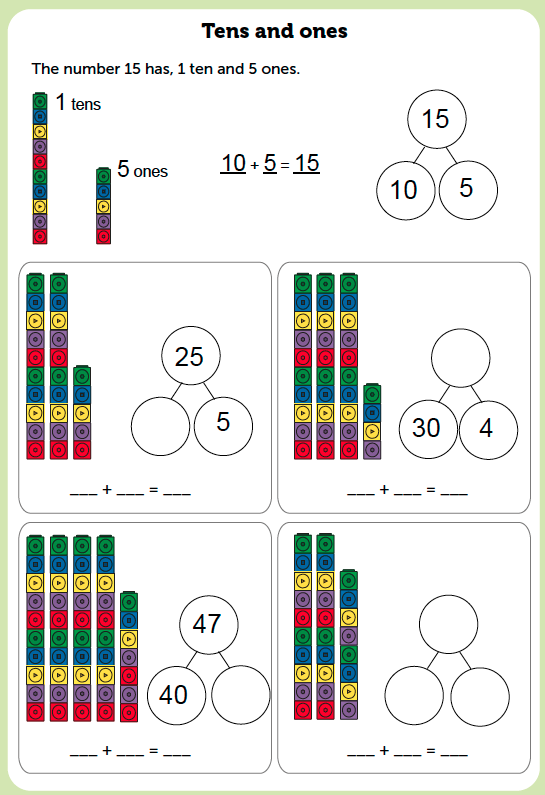 Tens and ones
The number 15 has, 1 ten and 5 ones.
1 tens
5 ones
10 + 5 = 15
15
10
5
25
5
___ + ___ = ___
30
4
___ + ___ = ___
47
40
___ + ___ = ___
___ + ___ = ___